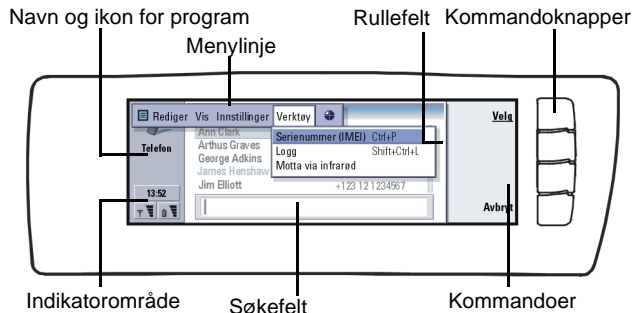 Navn og ikon for program
Rullefelt
Kommandoknapper
Menylinje
Rediger Vis Innstillinger Verktøy
Velg
Ann Clark
Serienummer (IMEI) Ctrl+P
Telefon
Arthus Graves
Logg Shift+Ctrl+L
George Adkins
Motta via infrarød
James Henshaw
Jim Elliott +123 12 1234567
13:52
Avbryt
Indikatorområde
Søkefelt
Kommandoer